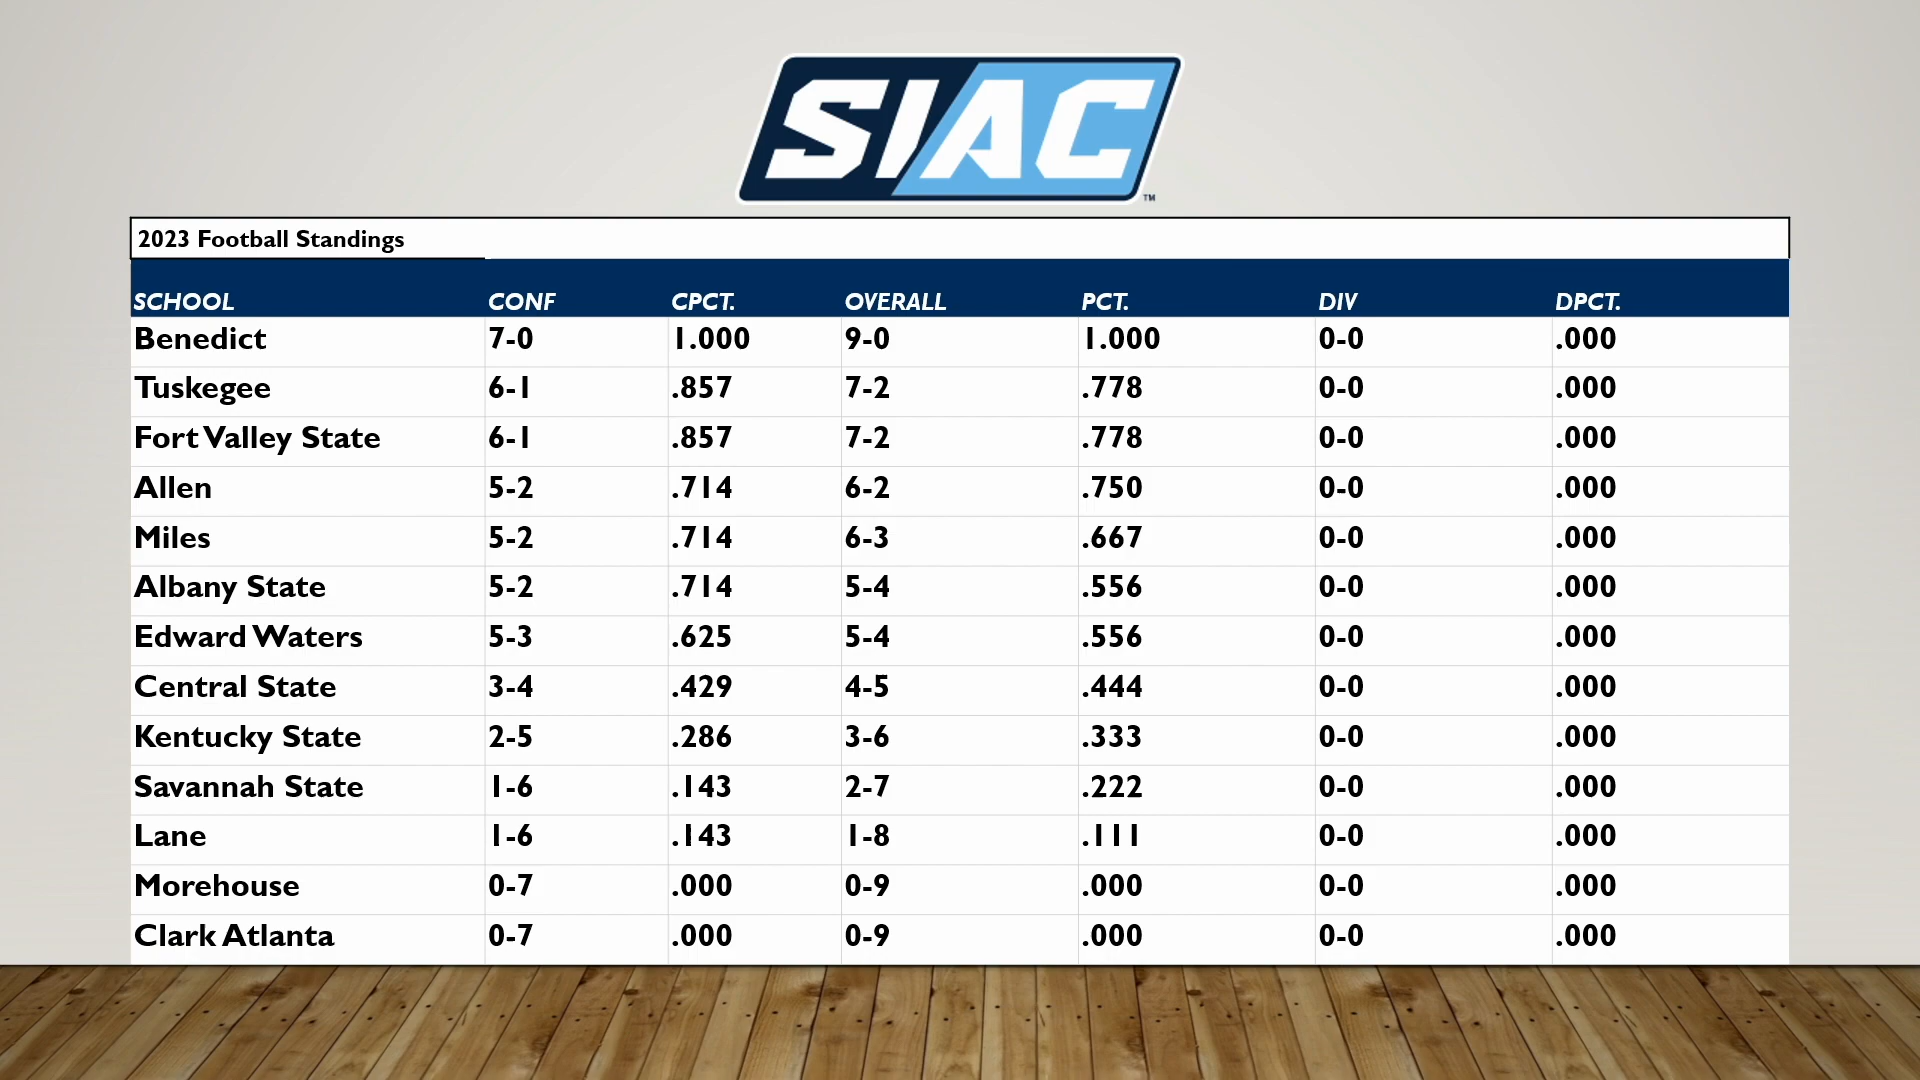 SIAC
TM
2023 Football Standings
SCHOOL CONF CPCT. OVERALL PCT. DIV DPCT.
Benedict 7-0 1.000 9-0 1.000 0-0 .000
Tuskegee 6-1 .857 7-2 .778 0-0 .000
Fort Valley State 6-1 .857 7-2 .778 0-0 .000
Allen 5-2 .714 6-2 .750 0-0 .000
Miles 5-2 .714 6-3 .667 0-0 .000
Albany State 5-2 .714 5-4 .556 0-0 .000
Edward Waters 5-3 .625 5-4 .556 0-0 .000
Central State 3-4 .429 4-5 .444 0-0 .000
Kentucky State 2-5 .286 3-6 .333 0-0 .000
Savannah State 1-6 .143 2-7 .222 0-0 .000
Lane 1-6 .143 1-8 .111 0-0 .000
Morehouse 0-7 .000 0-9 .000 0-0 .000
Clark Atlanta 0-7 .000 0-9 .000 0-0 .000